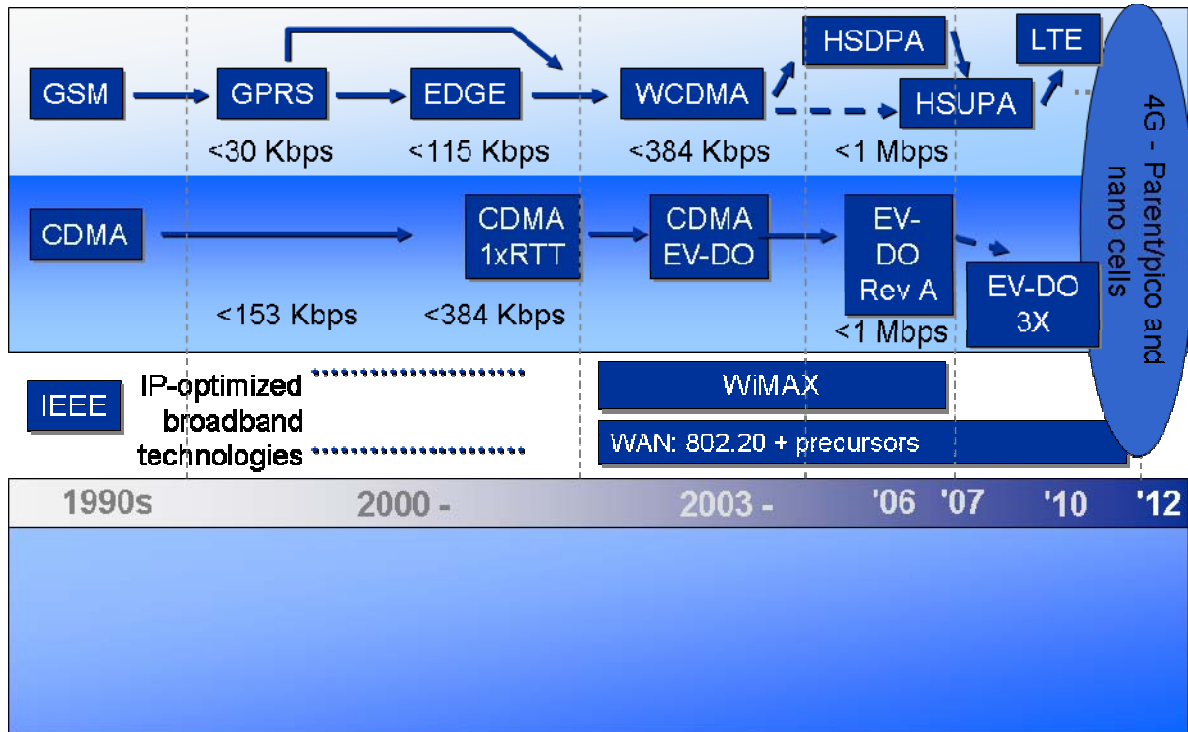 HSDPA
LTE
GSM
GPRS
EDGE
WCDMA
HSUPA
...
<30 Kbps
<115 Kbps
<384 Kbps
<1 Mbps
4G - Parent/pico and
nano cells
CDMA
CDMA
1xRTT
CDMA
EV-DO
EV-
DO
Rev A
EV-DO
3X
<153 Kbps
<384 Kbps
<1 Mbps
IEEE
IP-optimized
broadband
technologies
WiMAX
WAN: 802.20 + precursors
1990s
2000 -
2003 -
'06
'07
'10
'12